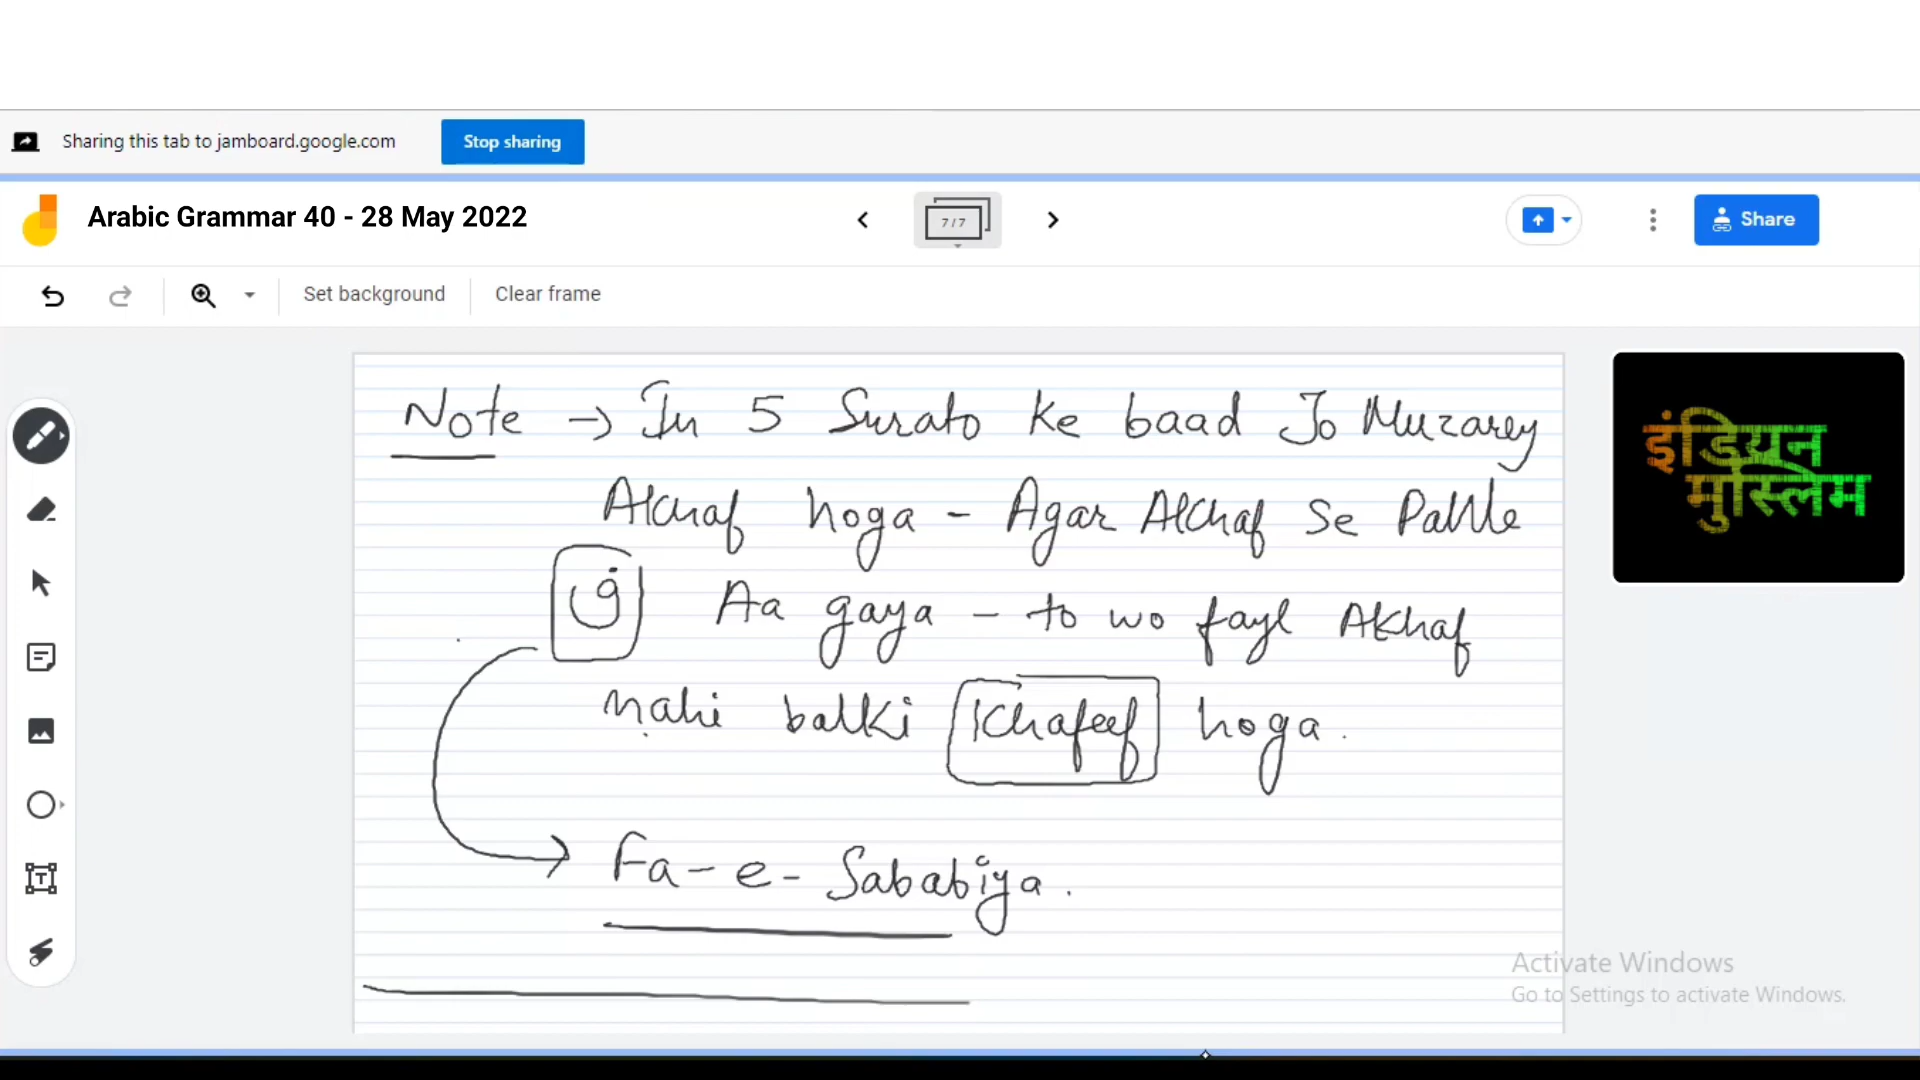 Sharing this tab to jamboard.google.com
Stop sharing
Arabic Grammar 40 - 28 May 2022
7/7
Share
Set background
Clear frame
Note → In 5 Surato Ke baad Jo Muzarey
Akhaf hoga - Agar Akhaf Se Pahle
ف Aa gaya - to wo fayl Akhaf
nahi balki Khafeef hoga.
Fa-e-Sababiya.
इंडियन
मुस्लिम
Activate Windows
Go to Settings to activate Windows.